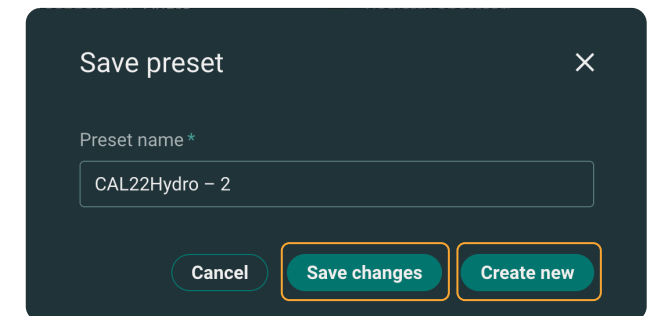 Save preset
Preset name *
CAL22Hydro – 2
Cancel Save changes Create new